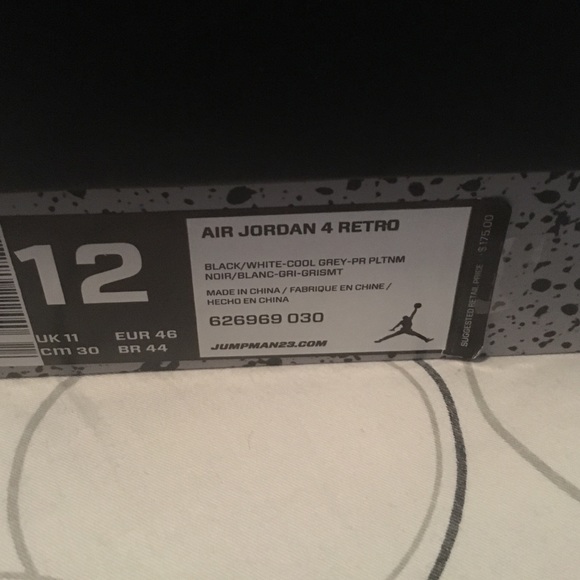 12
UK 11 EUR 46
cm 30 BR 44
AIR JORDAN 4 RETRO
BLACK/WHITE-COOL GREY-PR PLTNM
NOIR/BLANC-GRI-GRISMT
MADE IN CHINA / FABRIQUE EN CHINE /
HECHO EN CHINA
626969 030
JUMPMAN23.COM
SUGGESTED RETAIL PRICE $175.00